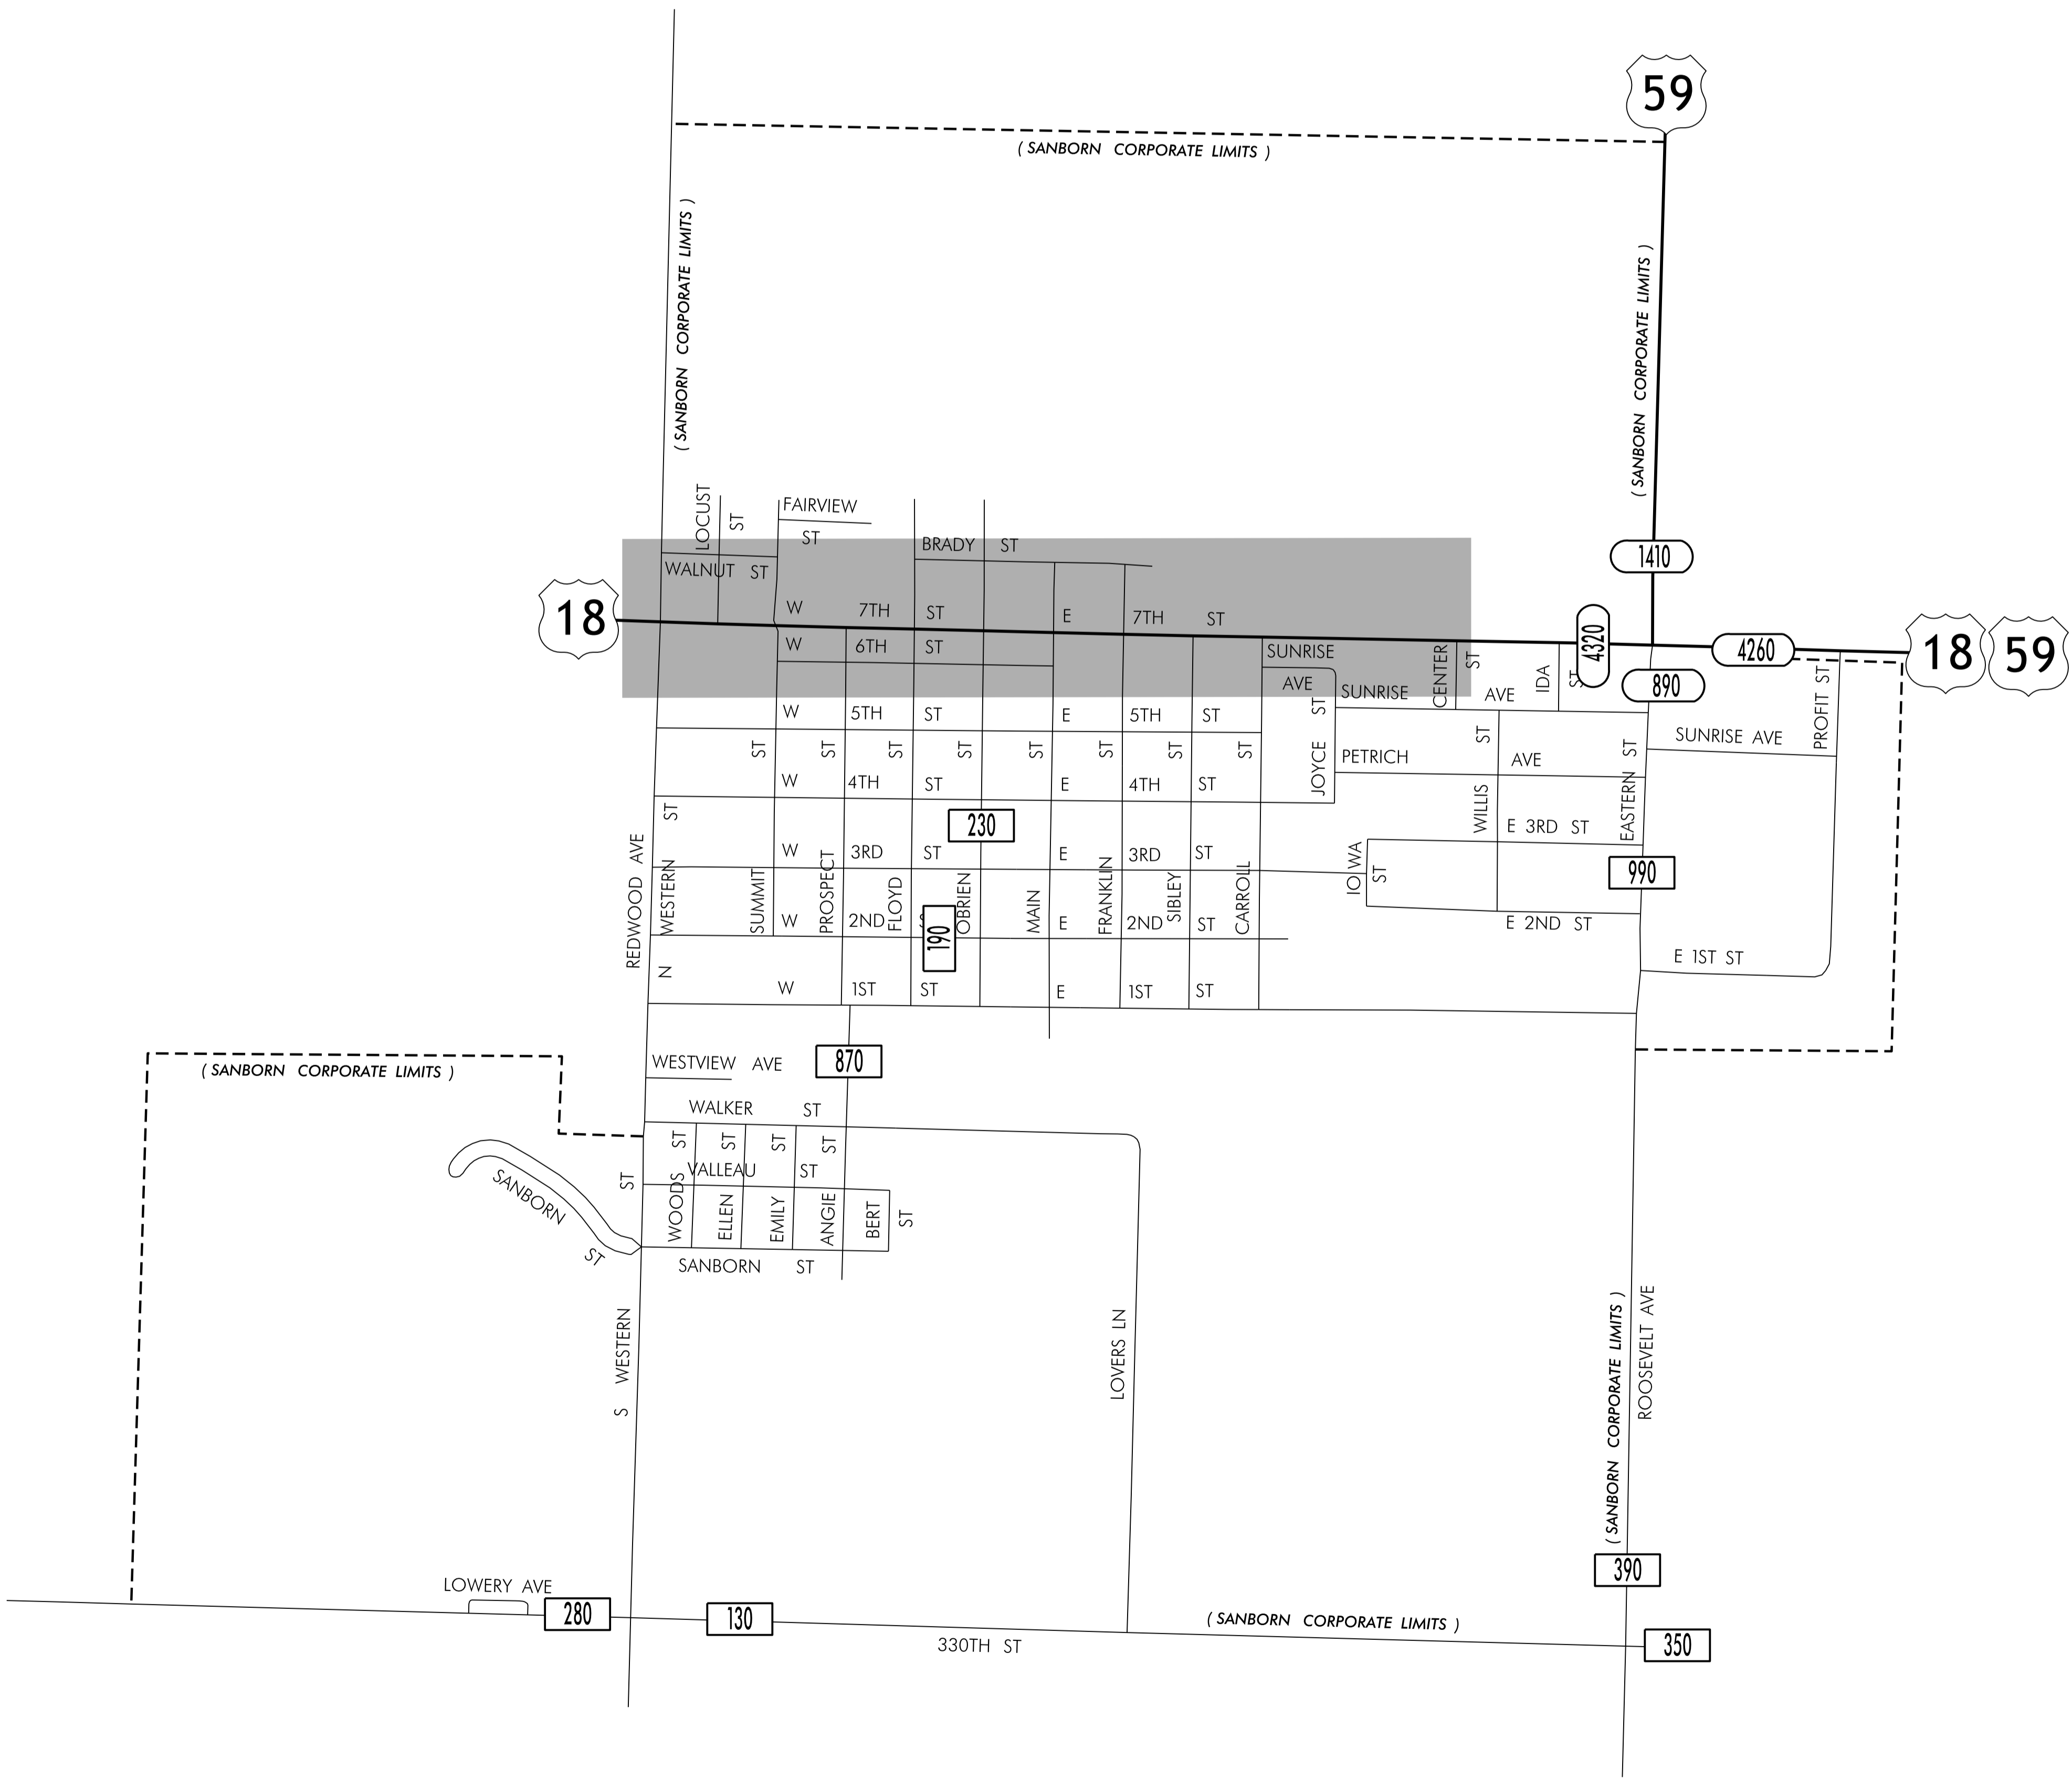 59
( SANBORN CORPORATE LIMITS )
( SANBORN CORPORATE LIMITS )
( SANBORN CORPORATE LIMITS )
LOCUST ST
FAIRVIEW ST
BRADY ST
1410
WALNUT ST
18
W 7TH ST E 7TH ST
4320
4260
18 59
W 6TH ST
SUNRISE AVE
CENTER ST
IDA ST
890
SUNRISE AVE
PROFIT ST
W 5TH ST E 5TH ST
JOYCE ST
SUNRISE AVE
PETRICH AVE
W 4TH ST E 4TH ST
230
WILLIS ST
E 3RD ST
EASTERN ST
W 3RD ST E 3RD ST
IOWA ST
990
REDWOOD AVE
N WESTERN ST
SUMMIT ST
PROSPECT ST
FLOYD ST
OBRIEN ST
MAIN ST
FRANKLIN ST
SIBLEY ST
CARROLL ST
W 2ND ST E 2ND ST
E 2ND ST
190
E 1ST ST
W 1ST ST E 1ST ST
WESTVIEW AVE
870
( SANBORN CORPORATE LIMITS )
WALKER ST
VALLEAU ST
WOODS ST
ELLEN ST
EMILY ST
ANGIE ST
BERT ST
SANBORN ST
SANBORN ST
S WESTERN ST
LOVERS LN
( SANBORN CORPORATE LIMITS )
ROOSEVELT AVE
390
LOWERY AVE
280
130
( SANBORN CORPORATE LIMITS )
330TH ST
350